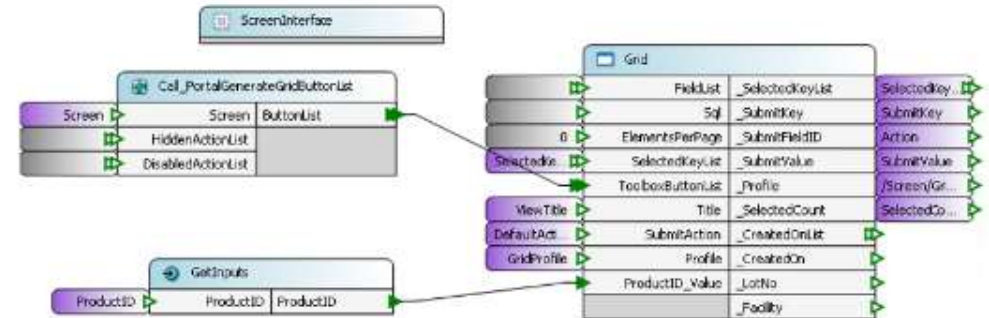 ScreenInterface
Grid
Call_PortalGenerateGridButtonList
Screen Screen ButtonList
HiddenActionList
DisabledActionList
FieldList _SelectedKeyList SelectedKey...
Sql _SubmitKey SubmitKey
0 ElementsPerPage _SubmitFieldID Action
SelectedKe... SelectedKeyList _SubmitValue SubmitValue
ToolboxButtonList _Profile /Screen/Gr...
ViewTitle Title _SelectedCount SelectedCo...
DefaultActi... SubmitAction _CreatedOnList
GridProfile Profile _CreatedOn
ProductID_Value _LotNo
_Facility
GetInputs
ProductID ProductID ProductID